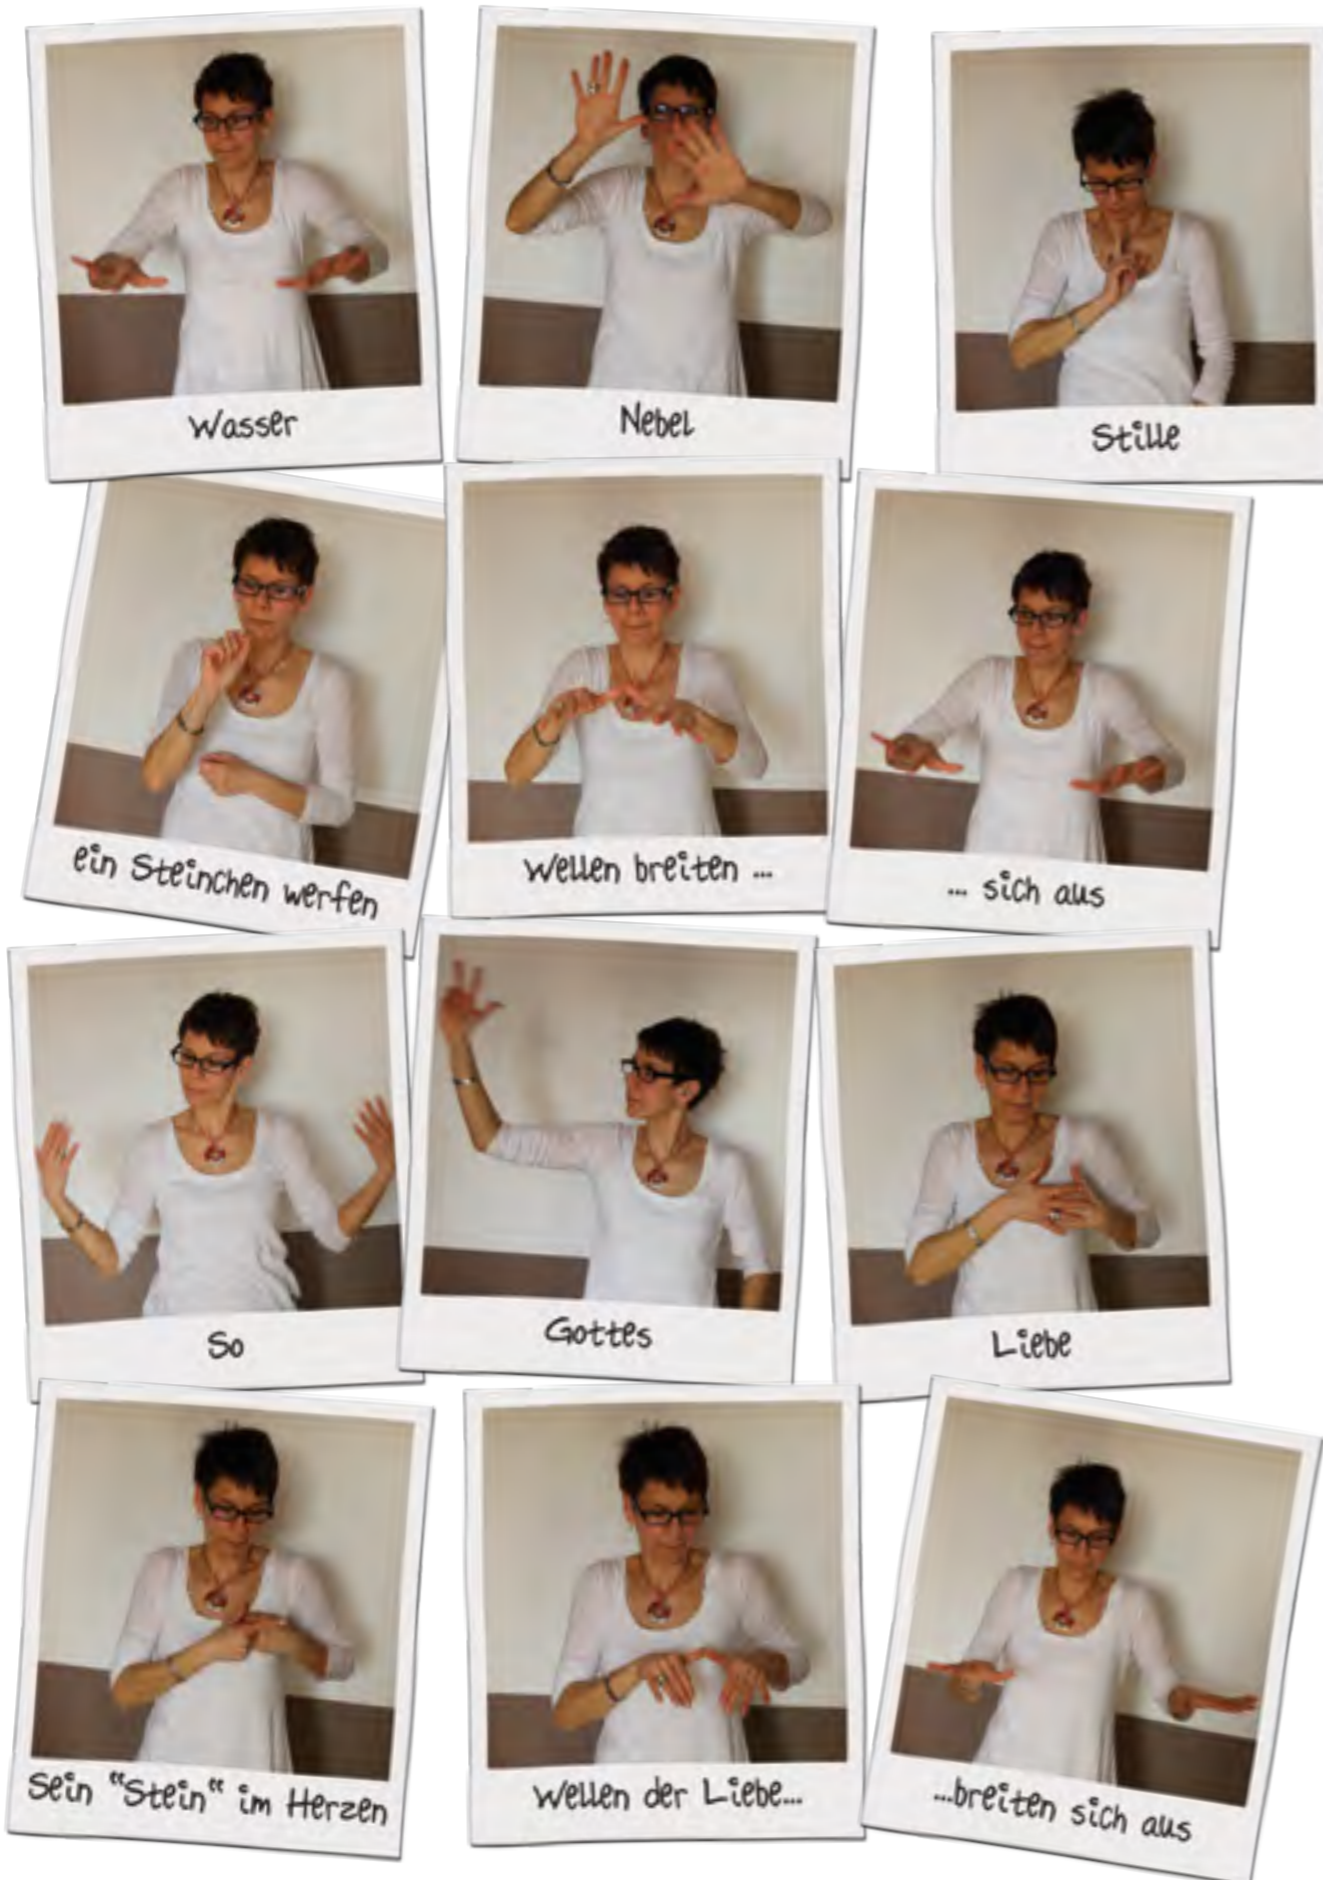 Wasser
Nebel
Stille
ein Steinchen werfen
Wellen breiten ...
... sich aus
So
Gottes
Liebe
Sein "Stein" im Herzen
Wellen der Liebe...
...breiten sich aus